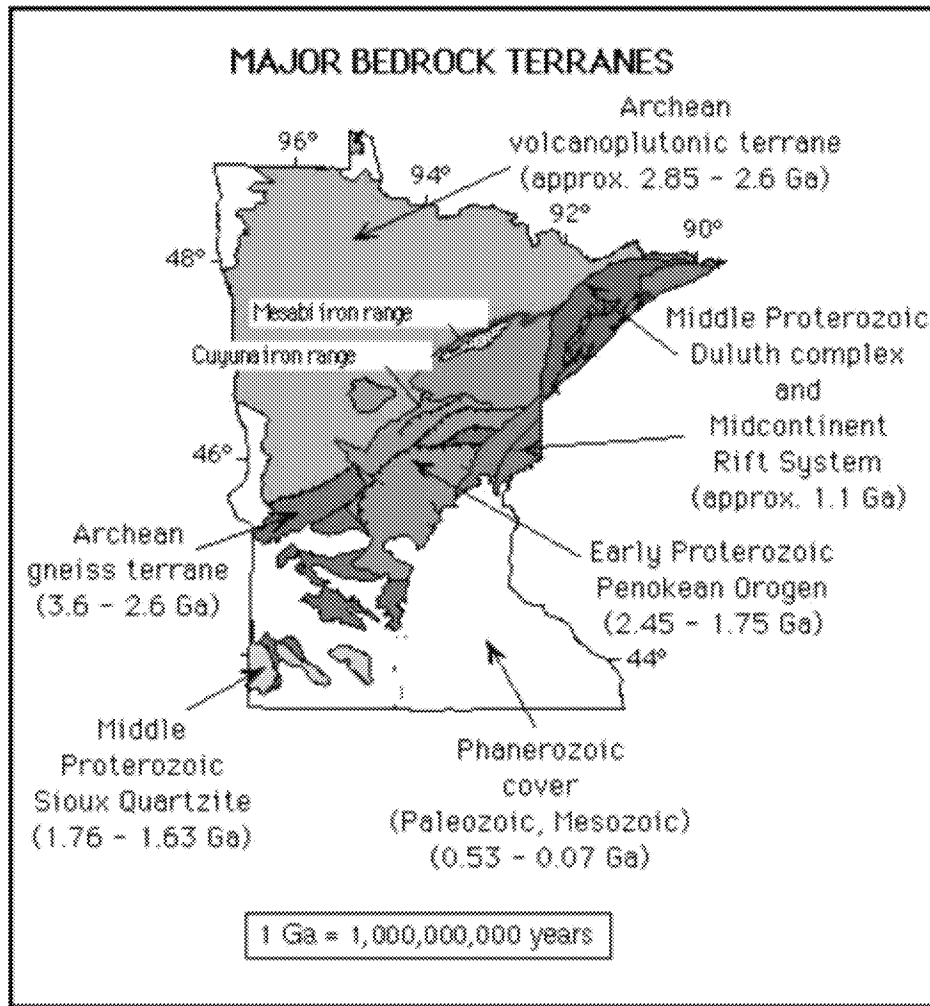 MAJOR BEDROCK TERRANES
Archean
volcanoplutonic terrane
(approx. 2.85 - 2.6 Ga)
96°
94°
92°
90°
48°
Mesabi iron range
Cuyuna iron range
Middle Proterozoic
Duluth complex
and
Midcontinent
Rift System
(approx. 1.1 Ga)
46°
Archean
gneiss terrane
(3.6 - 2.6 Ga)
Early Proterozoic
Penokean Orogen
(2.45 - 1.75 Ga)
44°
Middle
Proterozoic
Sioux Quartzite
(1.76 - 1.63 Ga)
Phanerozoic
cover
(Paleozoic, Mesozoic)
(0.53 - 0.07 Ga)
1 Ga = 1,000,000,000 years